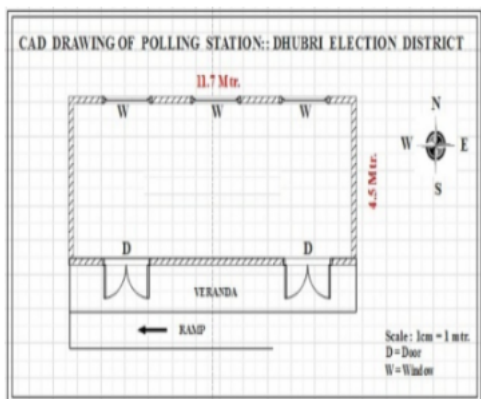 CAD DRAWING OF POLLING STATION:: DHUBRI ELECTION DISTRICT
11.7 Mtr.
W W W
N
W E
S
4.5 Mtr.
D D
VERANDA
RAMP
Scale: 1cm = 1 mtr.
D=Door
W=Window